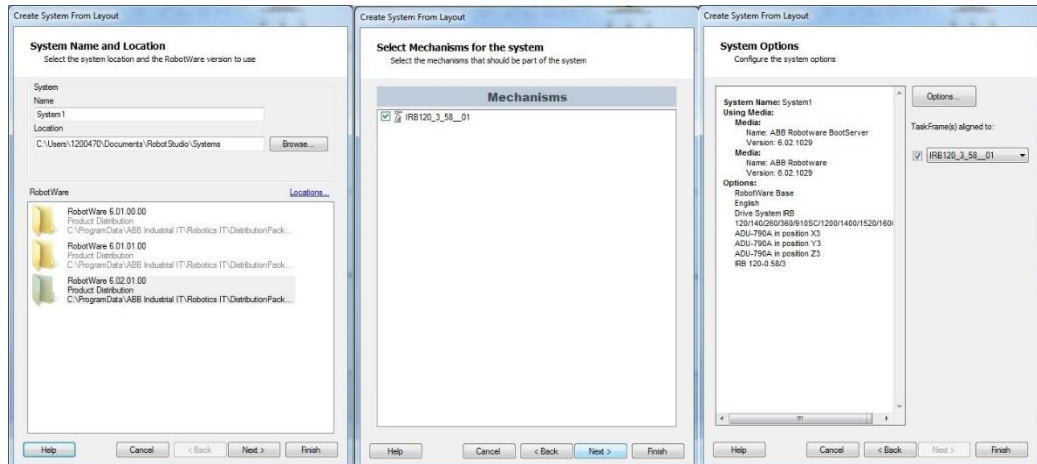 Create System From Layout
System Name and Location
Select the system location and the RobotWare version to use
System
Name
System1
Location
C:\Users\1200470\Documents\RobotStudio\Systems
Browse...
RobotWare
Locations...
RobotWare 6.01.00.00
Product Distribution
C:\ProgramData\ABB Industrial IT\Robotics IT\DistributionPack...
RobotWare 6.01.01.00
Product Distribution
C:\ProgramData\ABB Industrial IT\Robotics IT\DistributionPack...
RobotWare 6.02.01.00
Product Distribution
C:\ProgramData\ABB Industrial IT\Robotics IT\DistributionPack...
Help Cancel < Back Next > Finish
Create System From Layout
Select Mechanisms for the system
Select the mechanisms that should be part of the system
Mechanisms
IRB120_3_58__01
Help Cancel < Back Next > Finish
Create System From Layout
System Options
Configure the system options
System Name: System1
Using Media:
Media:
Name: ABB Robotware BootServer
Version: 6.02.1029
Media:
Name: ABB Robotware
Version: 6.02.1029
Options:
RobotWare Base
English
Drive System IRB
120/140/260/360/910SC/1200/1400/1520/160
ADU-790A in position X3
ADU-790A in position Y3
ADU-790A in position Z3
IRB 120-0.58/3
Options...
TaskFrame(s) aligned to:
IRB120_3_58__01
Help Cancel < Back Next > Finish